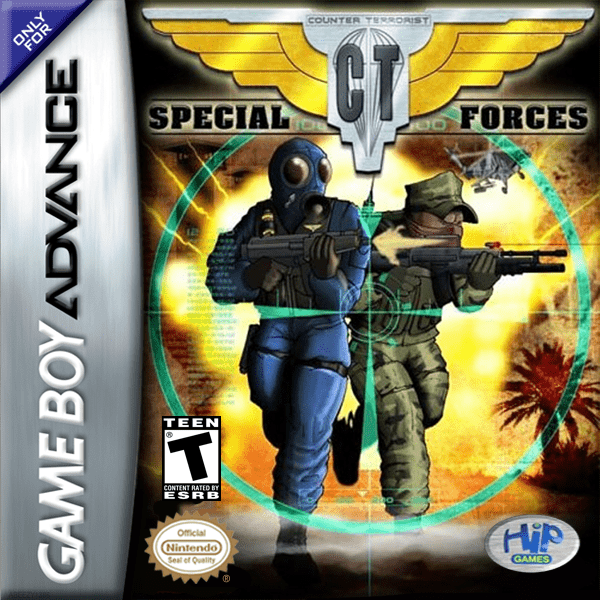 ONLY
FOR
GAME BOY ADVANCE
COUNTER TERRORIST
CT
SPECIAL FORCES
TEEN
T
®
CONTENT RATED BY
ESRB
Official
Nintendo
Seal of Quality
®
HIP
GAMES